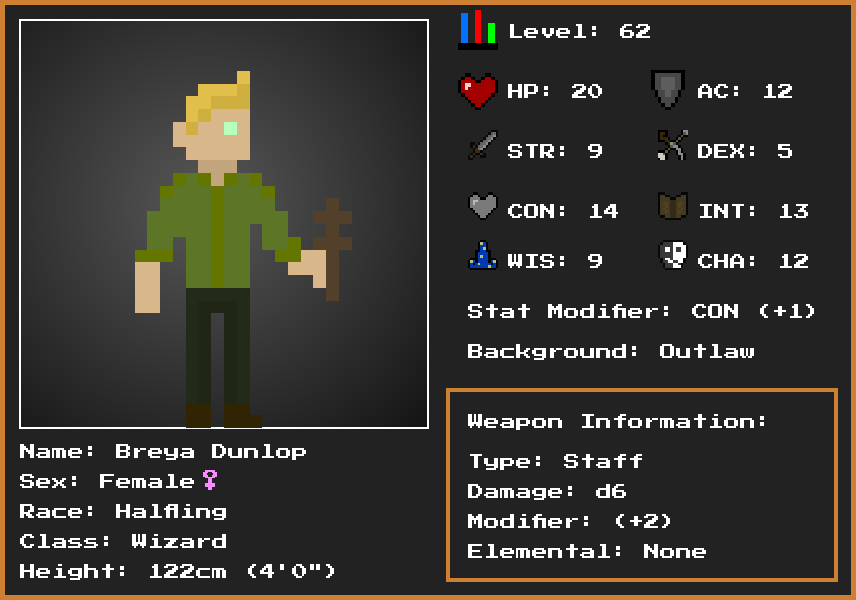 Level: 62
HP: 20 AC: 12
STR: 9 DEX: 5
CON: 14 INT: 13
WIS: 9 CHA: 12
Stat Modifier: CON (+1)
Background: Outlaw
Weapon Information:
Type: Staff
Damage: d6
Modifier: (+2)
Elemental: None
Name: Breya Dunlop
Sex: Female♀
Race: Halfling
Class: Wizard
Height: 122cm (4'0")